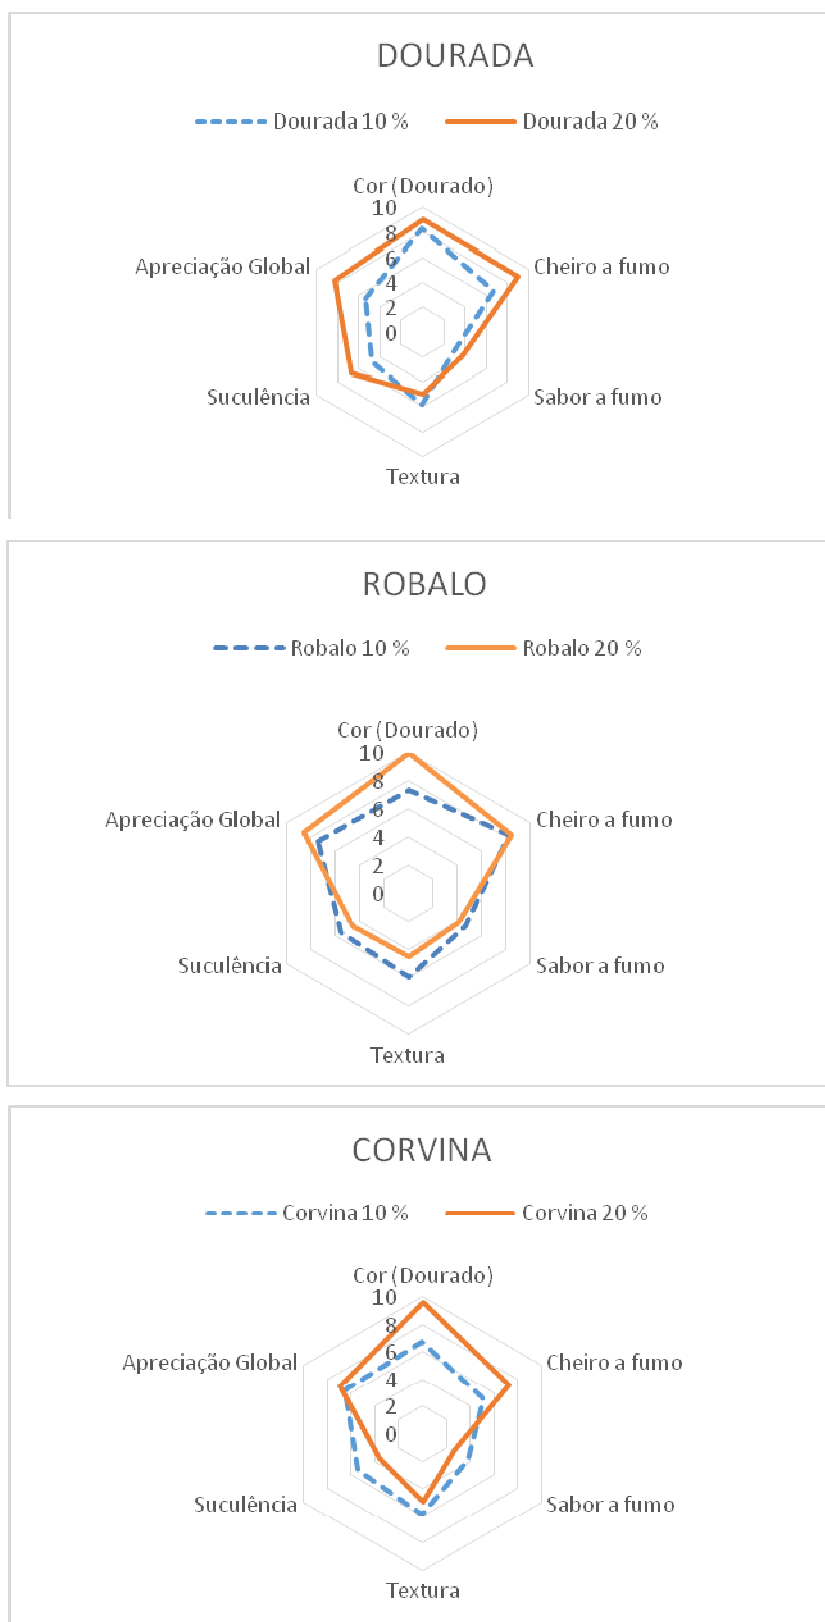 DOURADA
Dourada 10 % Dourada 20 %
Cor (Dourado)
10
8
6
4
2
0
Apreciação Global
Cheiro a fumo
Suculência
Sabor a fumo
Textura
ROBALO
Robalo 10 % Robalo 20 %
Cor (Dourado)
10
8
6
4
2
0
Apreciação Global
Cheiro a fumo
Suculência
Sabor a fumo
Textura
CORVINA
Corvina 10 % Corvina 20 %
Cor (Dourado)
10
8
6
4
2
0
Apreciação Global
Cheiro a fumo
Suculência
Sabor a fumo
Textura